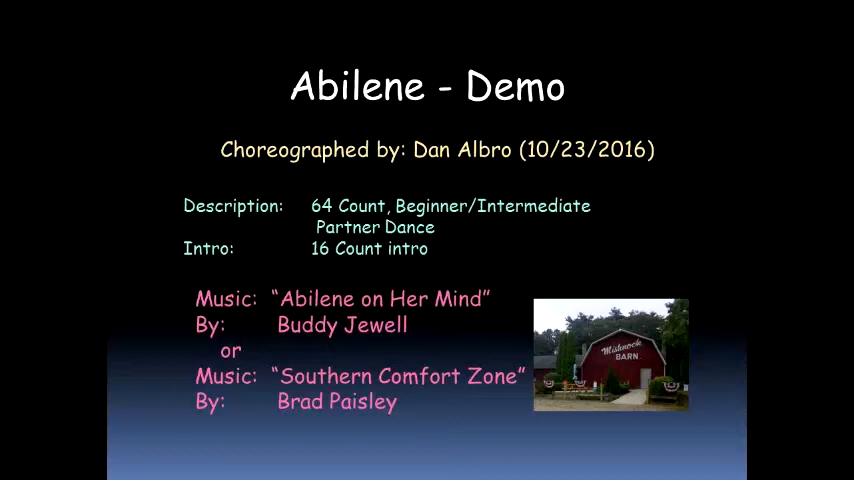 Abilene - Demo
Choreographed by: Dan Albro (10/23/2016)
Description: 64 Count, Beginner/Intermediate
Partner Dance
Intro: 16 Count intro
Music: “Abilene on Her Mind”
By: Buddy Jewell
or
Music: “Southern Comfort Zone”
By: Brad Paisley
Mishnock
BARN